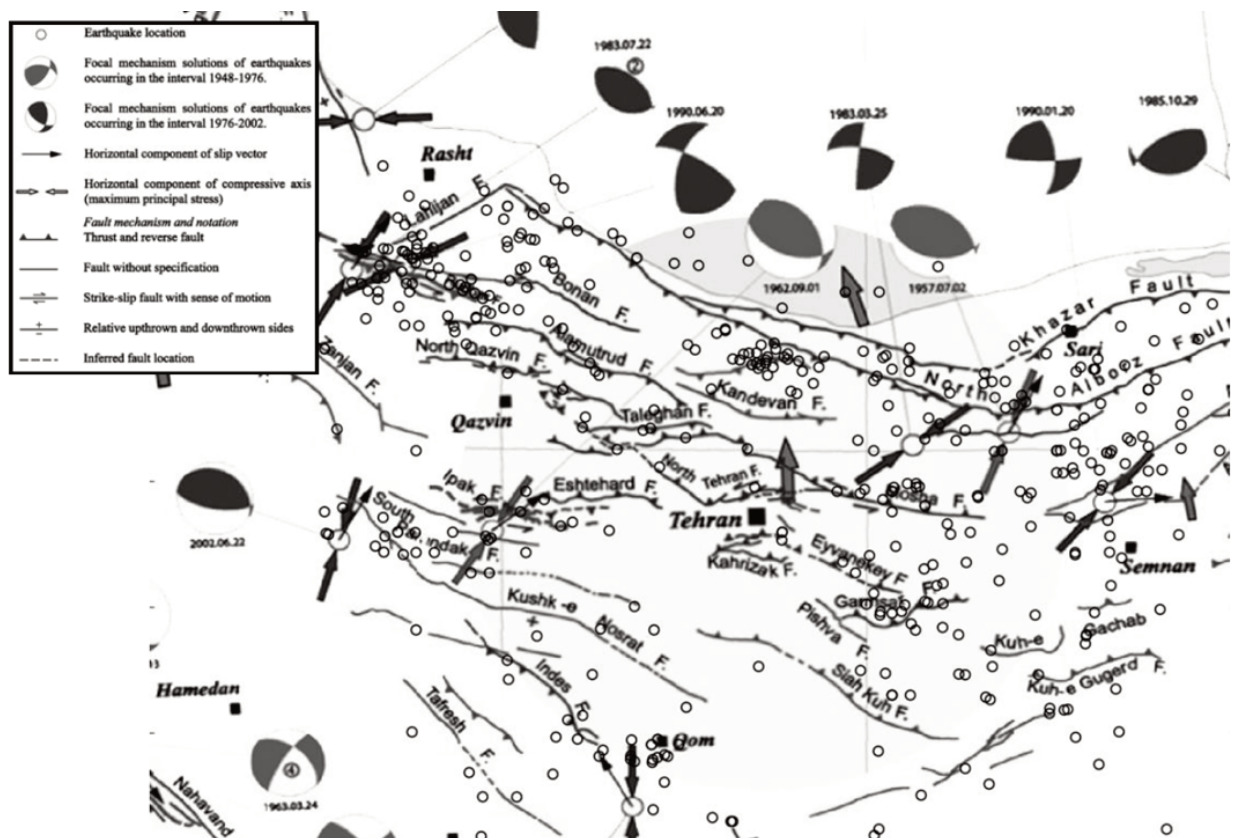 Earthquake location
Focal mechanism solutions of earthquakes
occurring in the interval 1948-1976.
Focal mechanism solutions of earthquakes
occurring in the interval 1976-2002.
Horizontal component of slip vector
Horizontal component of compressive axis
(maximum principal stress)
Fault mechanism and notation
Thrust and reverse fault
Fault without specification
Strike-slip fault with sense of motion
Relative upthrown and downthrown sides
Inferred fault location
1983.07.22
②
1990.06.20
1983.03.25
1990.01.20
1985.10.29
Rasht
Lahijan F.
1962.09.01
1957.07.02
Bonan F.
Khazar Fault
Sari
Alamutrud F.
North Qazvin F.
Zanjan F.
North Alborz Fault
Kandevan F.
Qazvin
Taleghan F.
North Tehran F.
Mosha F.
Ipak F.
Eshtehard F.
South
Tehran
2002.06.22
Eyvanekey F.
Kahrizak F.
Semnan
Kushk-e Nosrat F.
Garmsar F.
Pishva F.
Kuh-e Gachab
Siah Kuh F.
Kuh-e Gugerd F.
Indes F.
Hamedan
Tafresh F.
Qom
④
1963.03.24
Nahavand